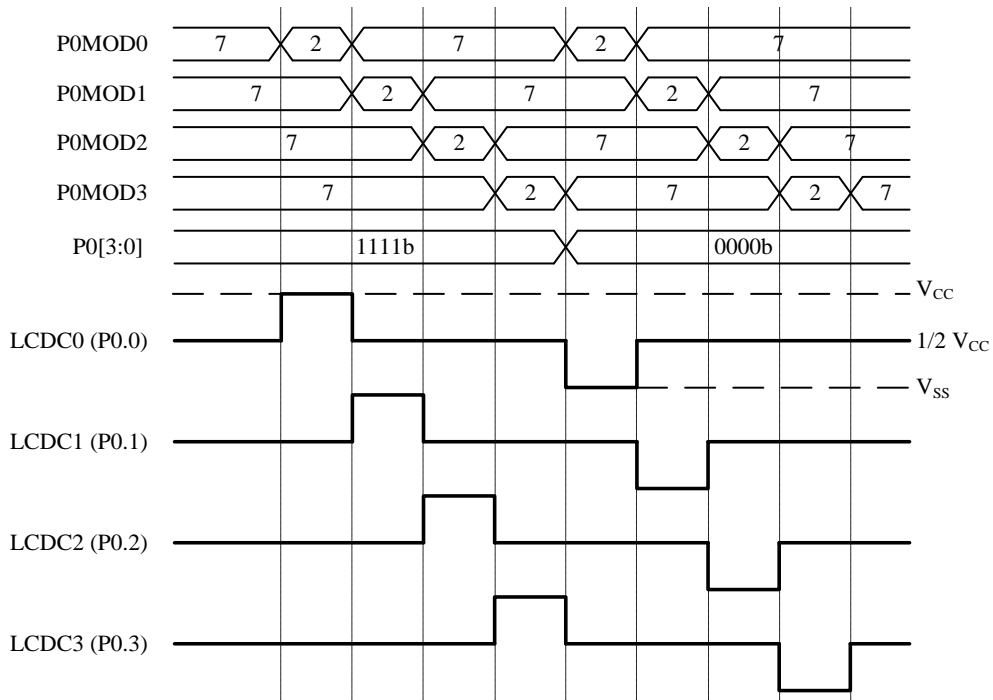 P0MOD0 7 2 7 2 7
P0MOD1 7 2 7 2 7
P0MOD2 7 2 7 2 7
P0MOD3 7 2 7 2 7
P0[3:0] 1111b 0000b
VCC
LCDC0 (P0.0) 1/2 VCC
VSS
LCDC1 (P0.1)
LCDC2 (P0.2)
LCDC3 (P0.3)